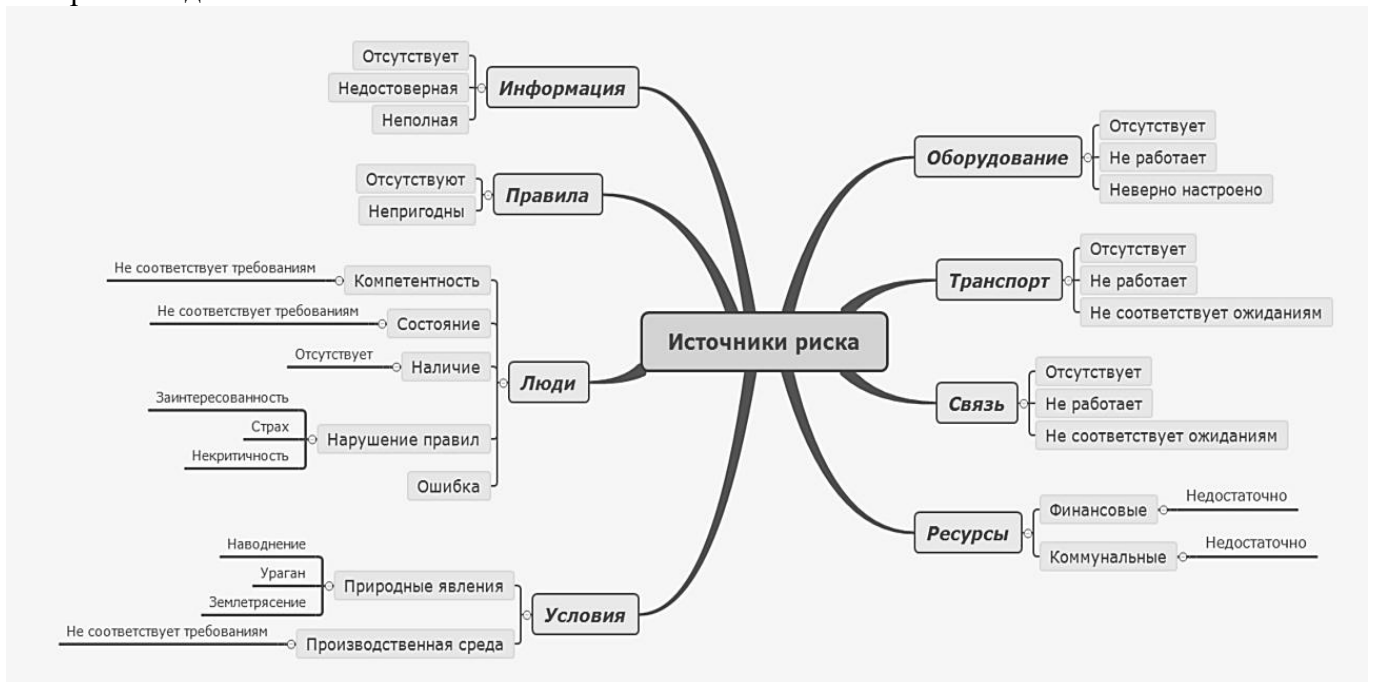 Отсутствует
Недостоверная
Неполная
Информация
Отсутствуют
Непригодны
Правила
Не соответствует требованиям
Компетентность
Не соответствует требованиям
Состояние
Отсутствует
Наличие
Заинтересованность
Страх
Некритичность
Нарушение правил
Ошибка
Люди
Наводнение
Ураган
Землетрясение
Природные явления
Не соответствует требованиям
Производственная среда
Условия
Источники риска
Оборудование
Отсутствует
Не работает
Неверно настроено
Транспорт
Отсутствует
Не работает
Не соответствует ожиданиям
Связь
Отсутствует
Не работает
Не соответствует ожиданиям
Ресурсы
Финансовые
Недостаточно
Коммунальные
Недостаточно